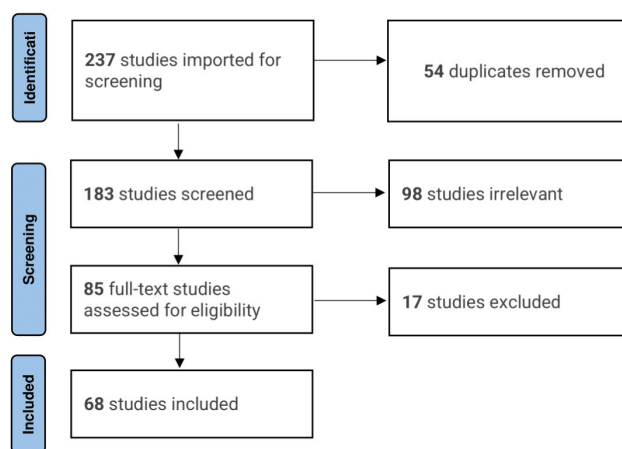 Identificati
237 studies imported for
screening
54 duplicates removed
Screening
183 studies screened
98 studies irrelevant
85 full-text studies
assessed for eligibility
17 studies excluded
Included
68 studies included